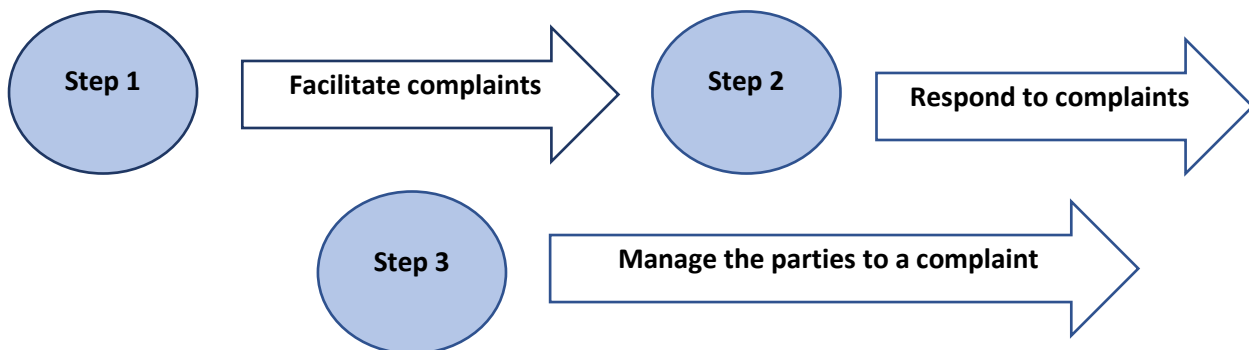 Step 1
Facilitate complaints
Step 2
Respond to complaints
Step 3
Manage the parties to a complaint